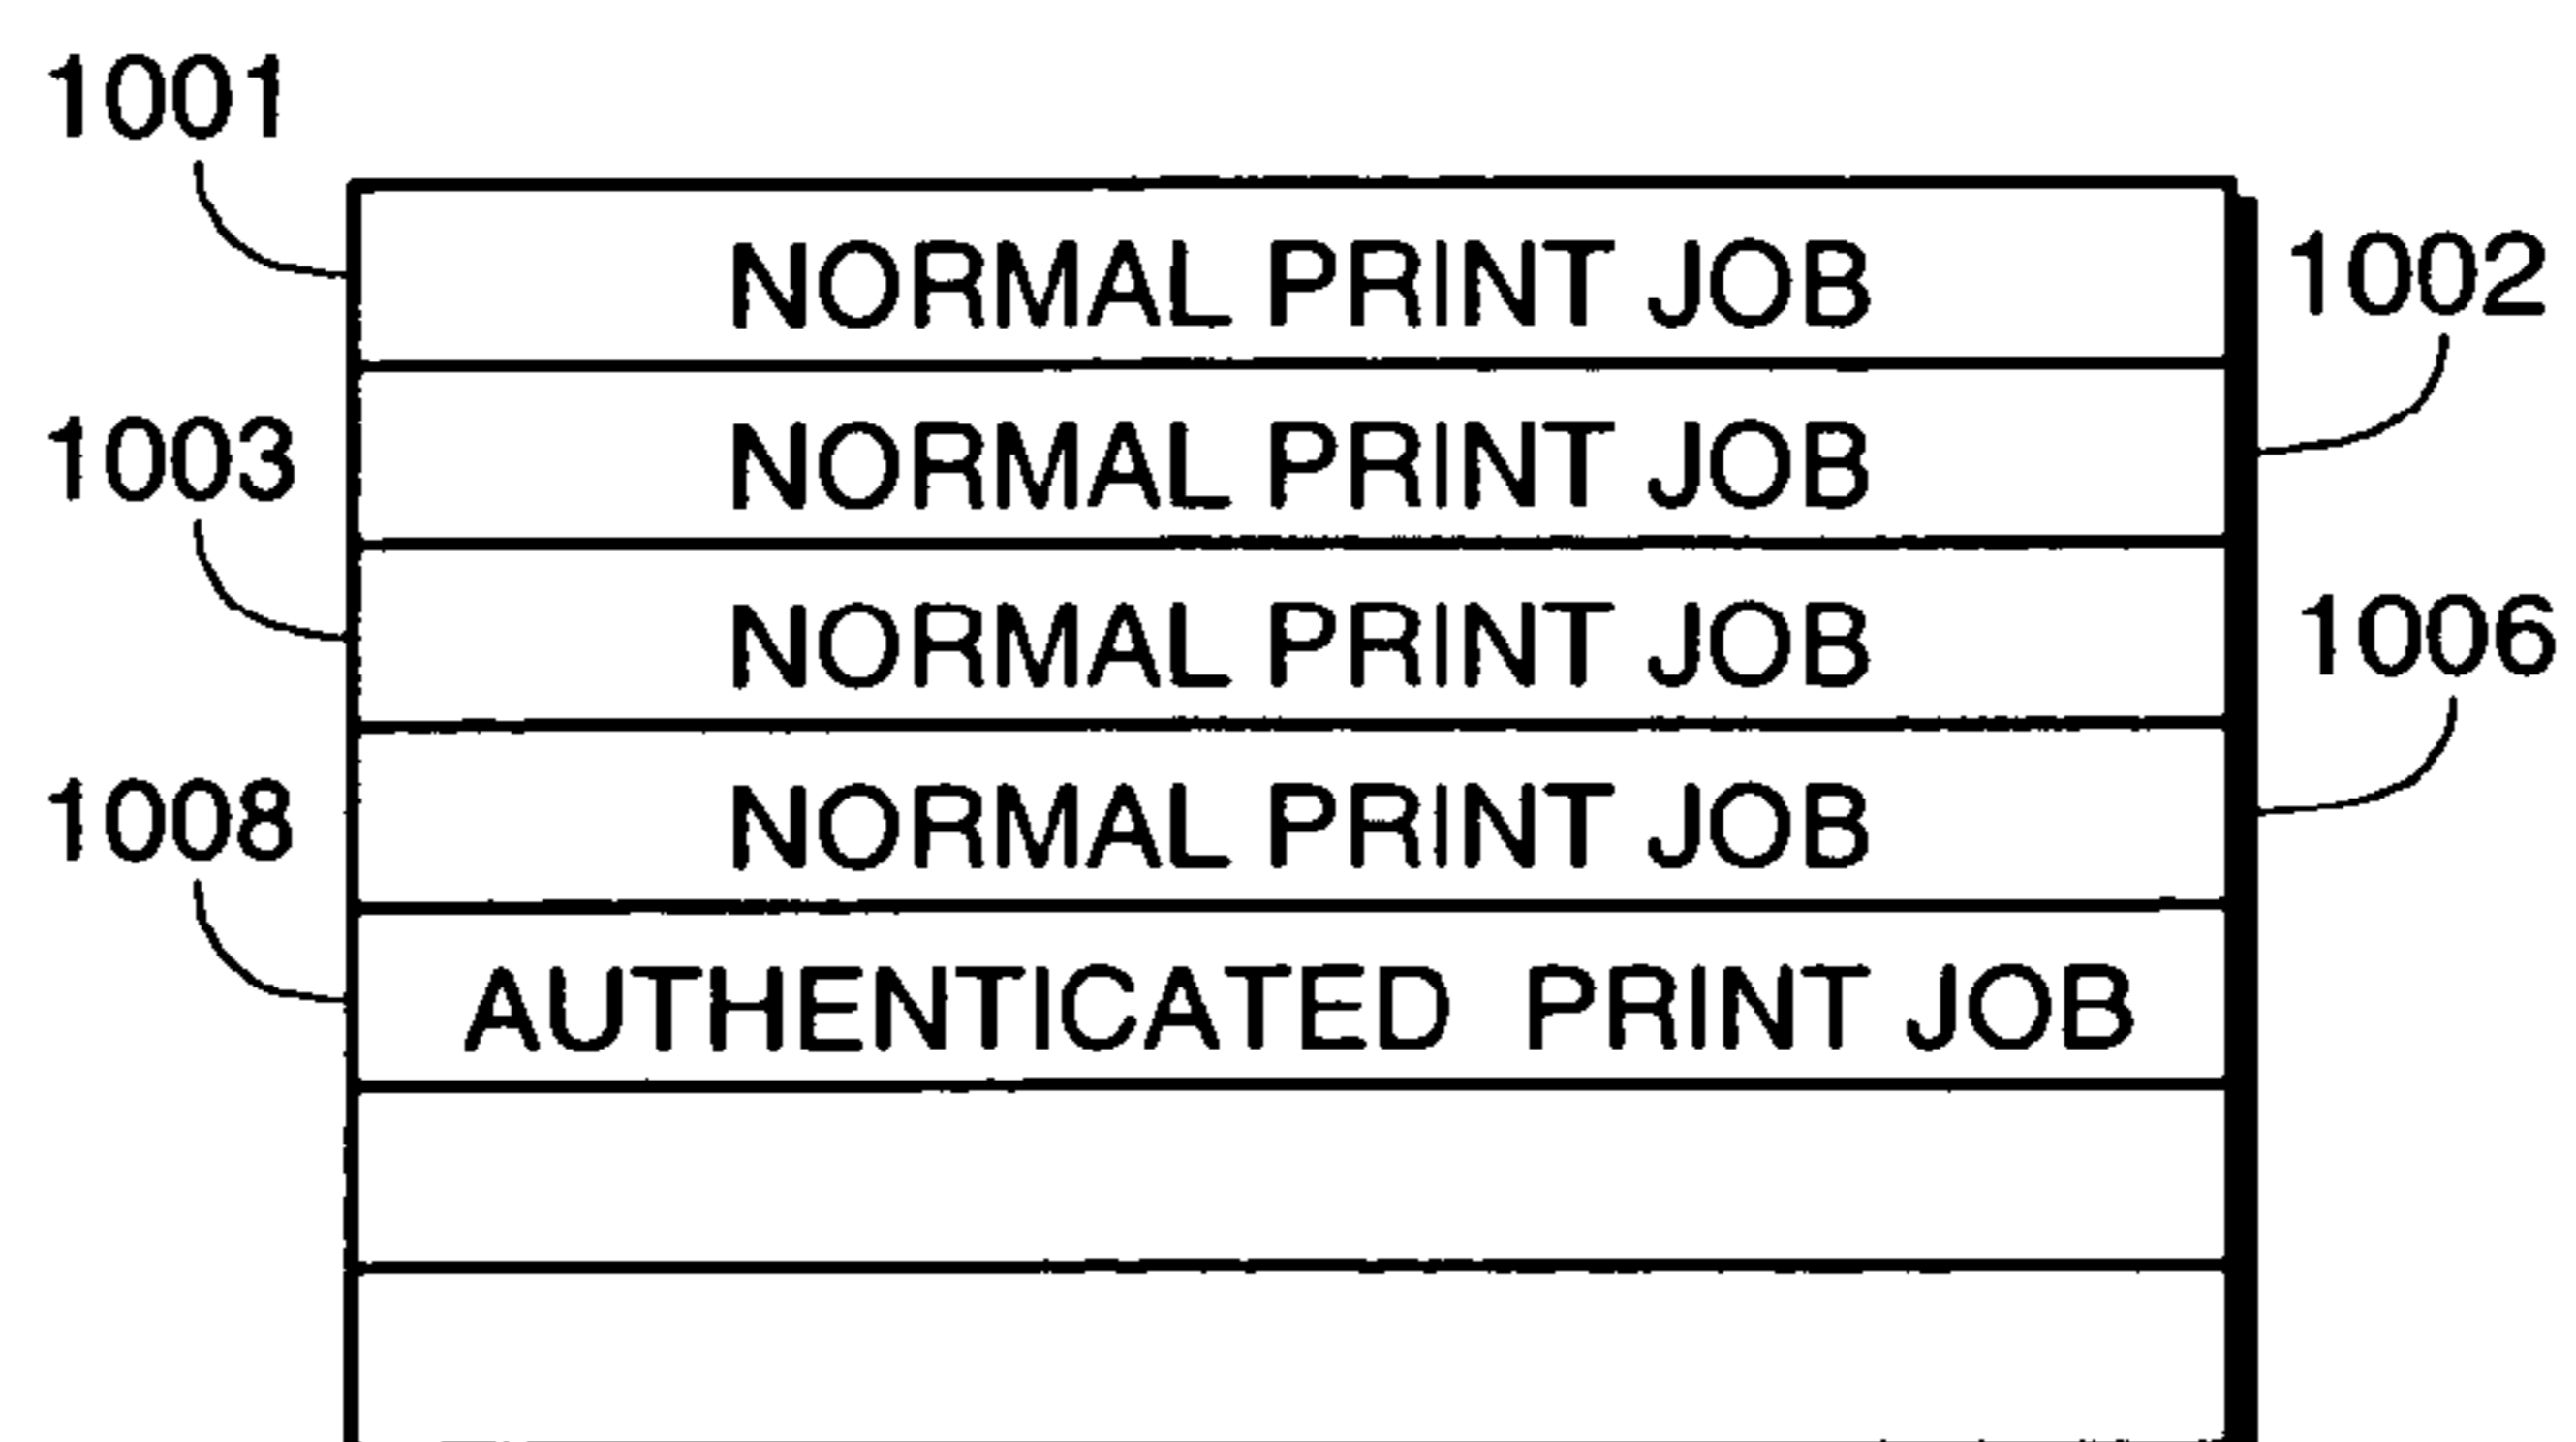 1001
NORMAL PRINT JOB
1002
NORMAL PRINT JOB
1003
NORMAL PRINT JOB
1006
NORMAL PRINT JOB
1008
AUTHENTICATED PRINT JOB